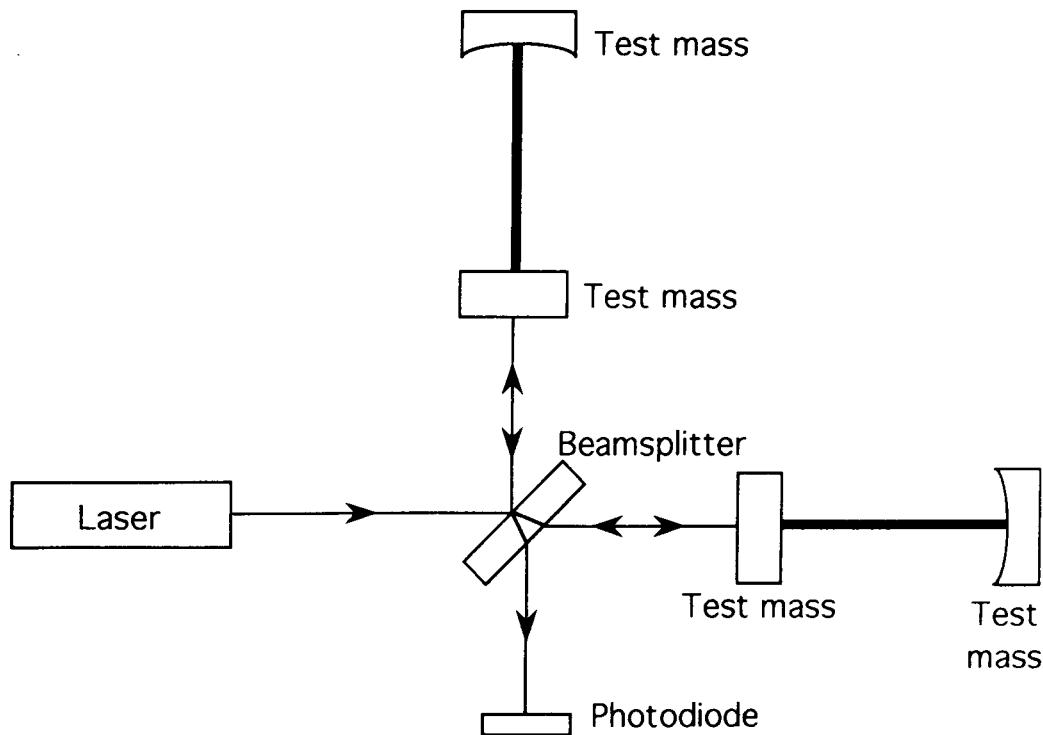 Test mass
Test mass
Beamsplitter
Laser
Test mass
Test
mass
Photodiode